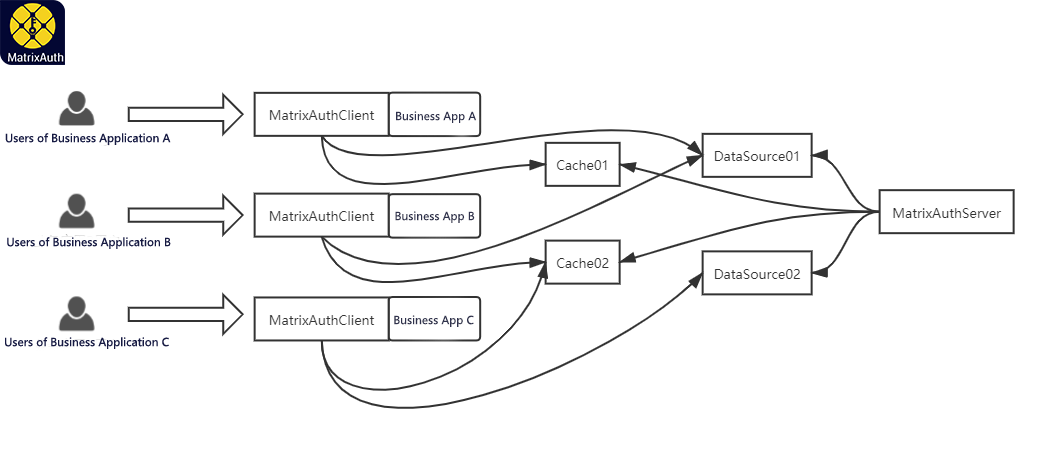 MatrixAuth
Users of Business Application A
MatrixAuthClient
Business App A
Cache01
DataSource01
MatrixAuthServer
Users of Business Application B
MatrixAuthClient
Business App B
Cache02
DataSource02
Users of Business Application C
MatrixAuthClient
Business App C